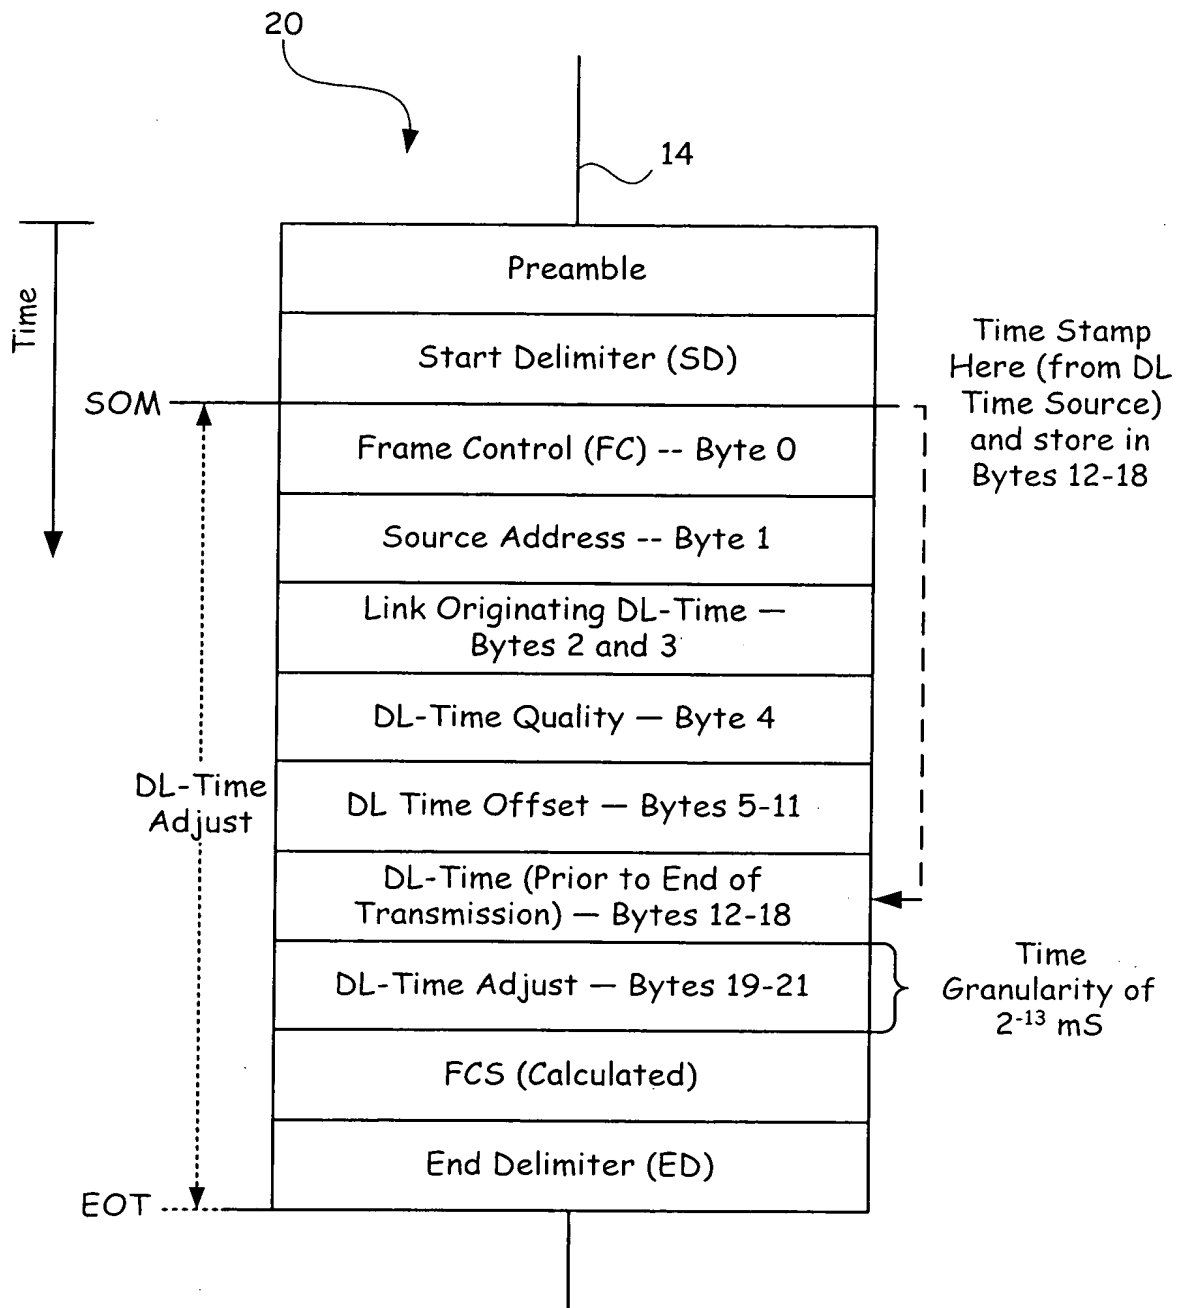 20
14
Preamble
Time
Start Delimiter (SD)
Time Stamp
Here (from DL
Time Source)
and store in
Bytes 12-18
SOM
Frame Control (FC) -- Byte 0
Source Address -- Byte 1
Link Originating DL-Time —
Bytes 2 and 3
DL-Time Quality — Byte 4
DL-Time
Adjust
DL Time Offset — Bytes 5-11
DL-Time (Prior to End of
Transmission) — Bytes 12-18
DL-Time Adjust — Bytes 19-21
Time
Granularity of
2⁻¹³ mS
FCS (Calculated)
End Delimiter (ED)
EOT